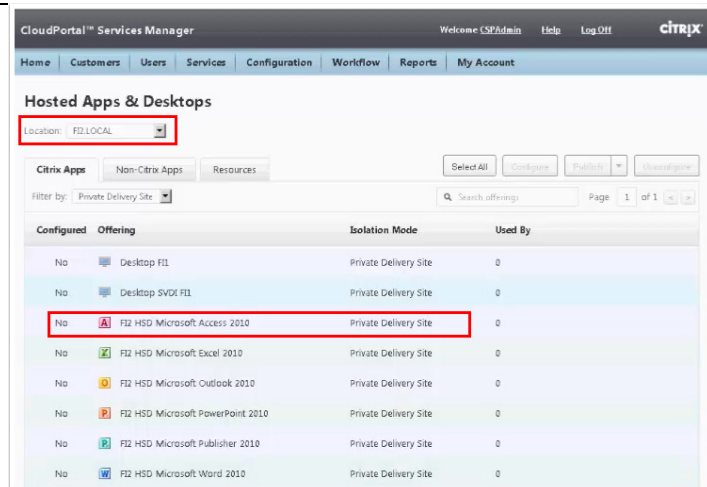 CloudPortal™ Services Manager Welcome CSPAdmin Help Log Off CITRIX
Home Customers Users Services Configuration Workflow Reports My Account
Hosted Apps & Desktops
Location: FI2.LOCAL
Citrix Apps Non-Citrix Apps Resources Select All Configure Publish Unconfigure
Filter by: Private Delivery Site Search offerings Page 1 of 1 < >
Configured Offering Isolation Mode Used By
No Desktop FI1 Private Delivery Site 0
No Desktop SVDI FI1 Private Delivery Site 0
No A FI2 HSD Microsoft Access 2010 Private Delivery Site 0
No X FI2 HSD Microsoft Excel 2010 Private Delivery Site 0
No O FI2 HSD Microsoft Outlook 2010 Private Delivery Site 0
No P FI2 HSD Microsoft PowerPoint 2010 Private Delivery Site 0
No P FI2 HSD Microsoft Publisher 2010 Private Delivery Site 0
No W FI2 HSD Microsoft Word 2010 Private Delivery Site 0